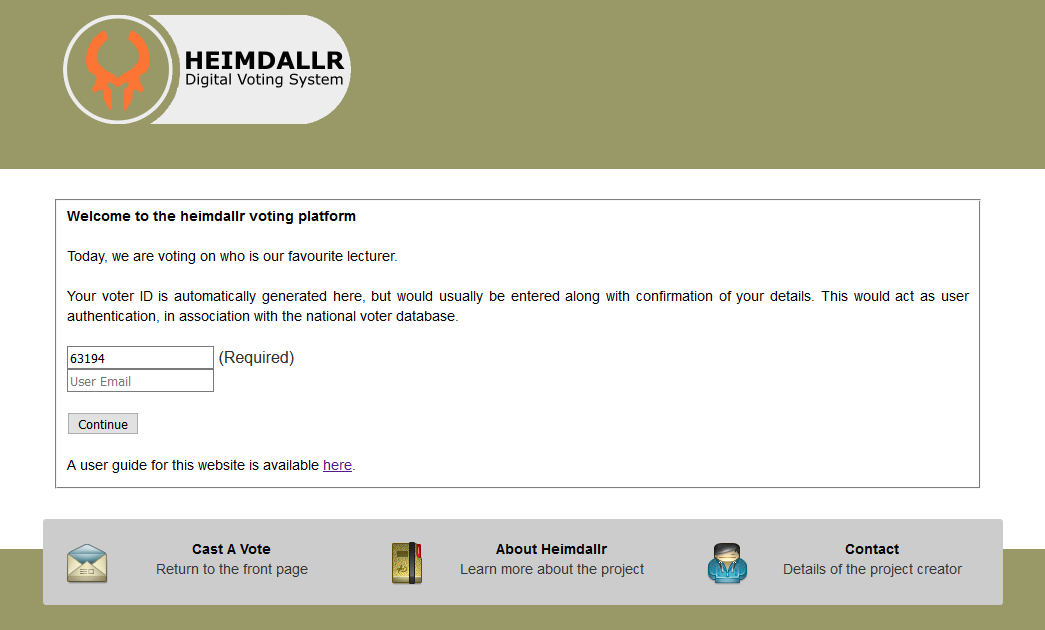 HEIMDALLR
Digital Voting System
Welcome to the heimdallr voting platform
Today, we are voting on who is our favourite lecturer.
Your voter ID is automatically generated here, but would usually be entered along with confirmation of your details. This would act as user
authentication, in association with the national voter database.
63194 (Required)
User Email
Continue
A user guide for this website is available here.
Cast A Vote
Return to the front page
About Heimdallr
Learn more about the project
Contact
Details of the project creator